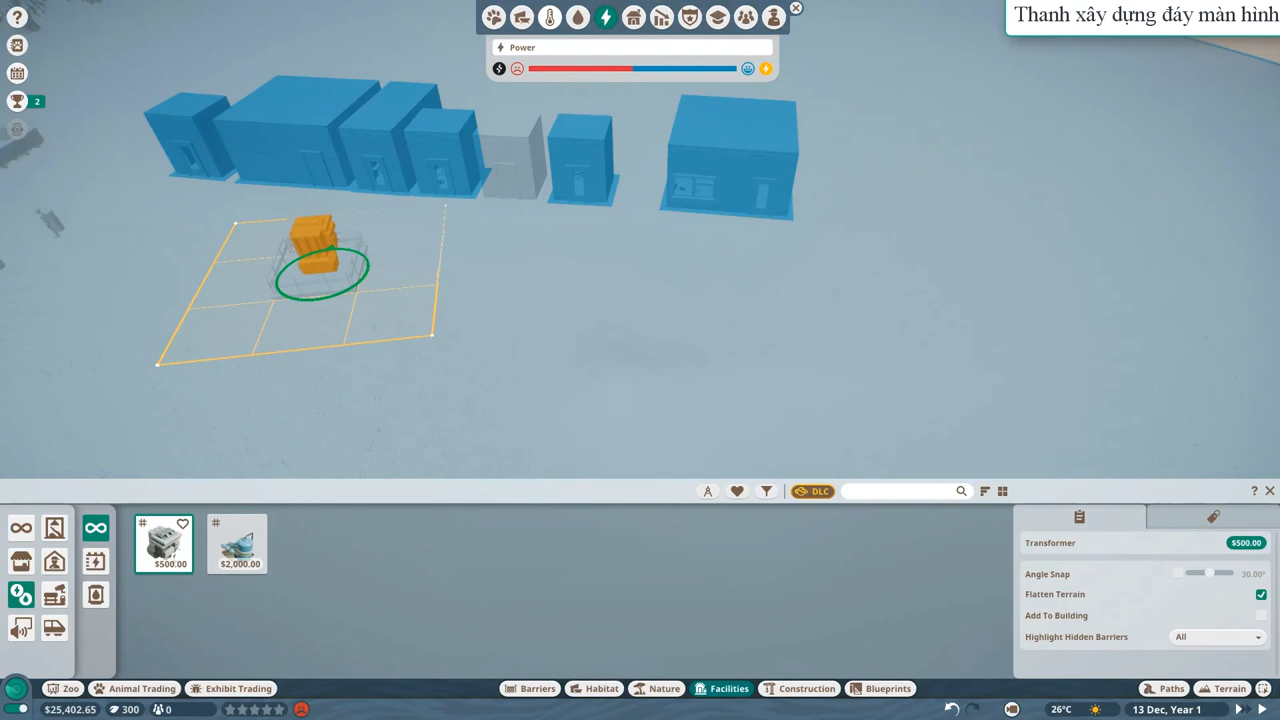 Thanh xây dựng đáy màn hình
?
Power
2
DLC
?
$500.00
$2,000.00
Transformer
$500.00
Angle Snap
30.00°
Flatten Terrain
Add To Building
Highlight Hidden Barriers
All
Zoo
Animal Trading
Exhibit Trading
Barriers
Habitat
Nature
Facilities
Construction
Blueprints
Paths
Terrain
$25,402.65
300
0
26°C
13 Dec, Year 1